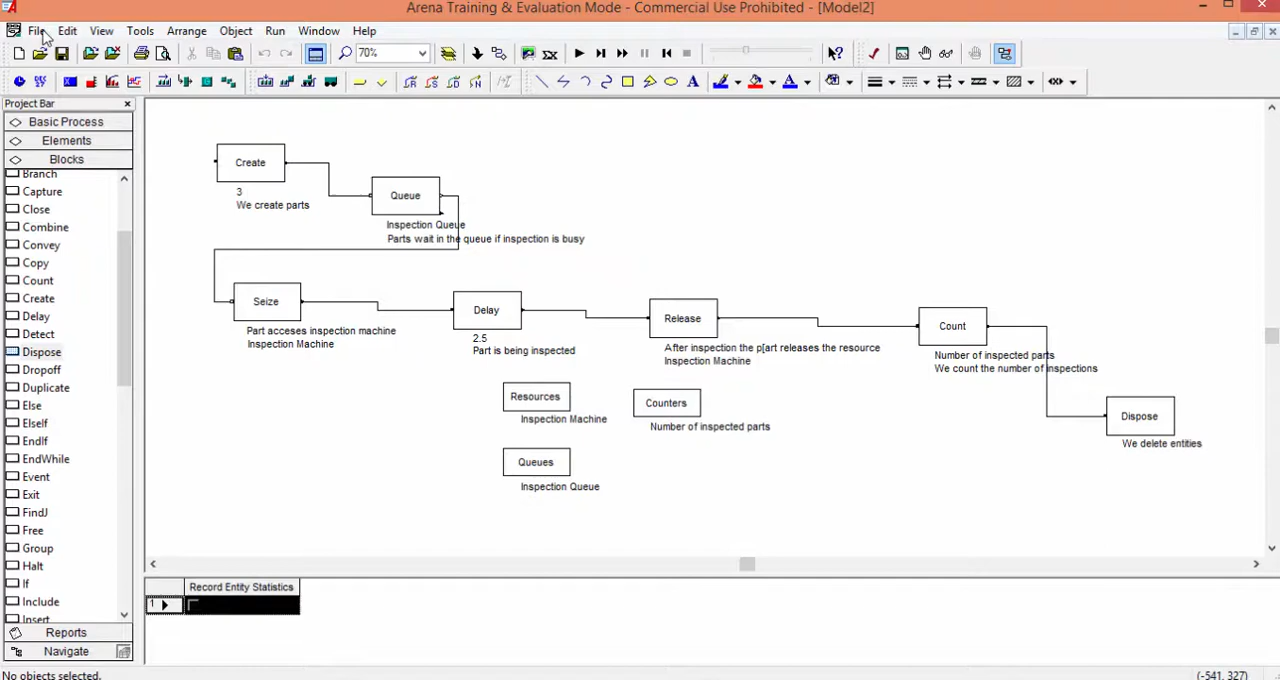 Arena Training & Evaluation Mode - Commercial Use Prohibited - [Model2]
File Edit View Tools Arrange Object Run Window Help
70%
Project Bar
Basic Process
Elements
Blocks
Branch
Capture
Close
Combine
Convey
Copy
Count
Create
Delay
Detect
Dispose
Dropoff
Duplicate
Else
ElseIf
EndIf
EndWhile
Event
Exit
FindJ
Free
Group
Halt
If
Include
Insert
Reports
Navigate
Create
3
We create parts
Queue
Inspection Queue
Parts wait in the queue if inspection is busy
Seize
Part acceses inspection machine
Inspection Machine
Delay
2.5
Part is being inspected
Release
After inspection the p[art releases the resource
Inspection Machine
Count
Number of inspected parts
We count the number of inspections
Dispose
We delete entities
Resources
Inspection Machine
Counters
Number of inspected parts
Queues
Inspection Queue
Record Entity Statistics
1
No objects selected.
(-541, 327)